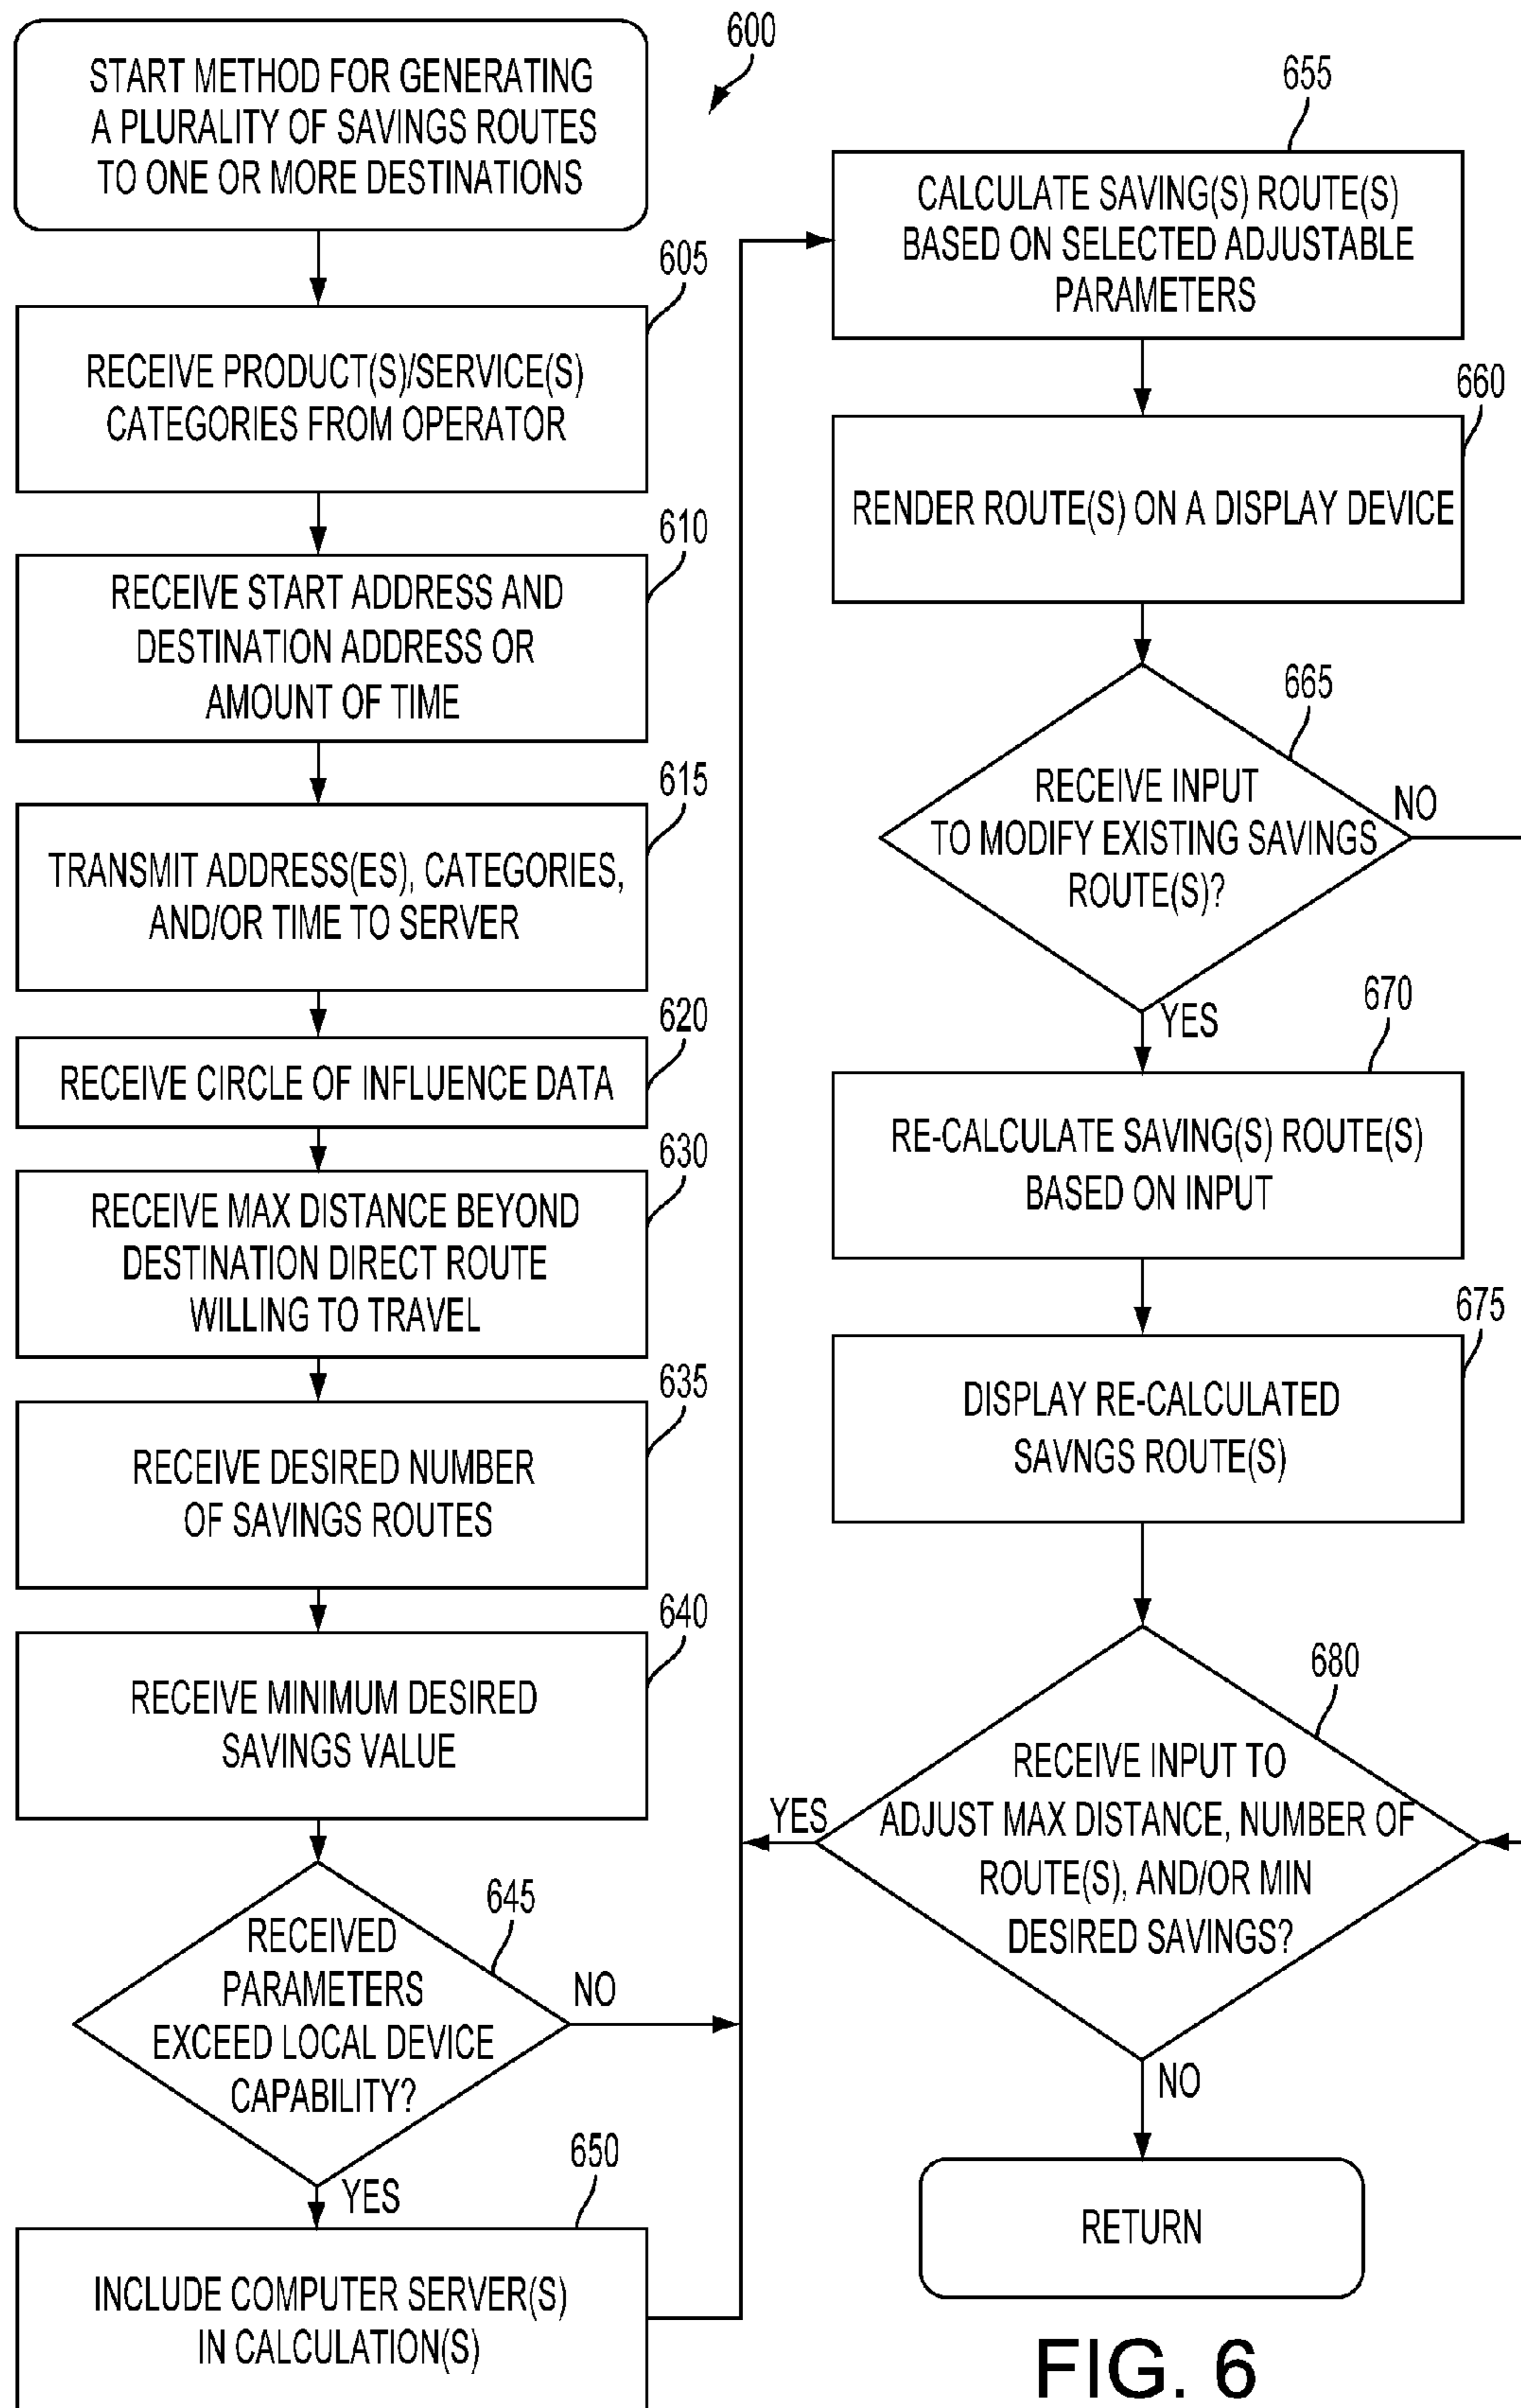 600
START METHOD FOR GENERATING
A PLURALITY OF SAVINGS ROUTES
TO ONE OR MORE DESTINATIONS
605
RECEIVE PRODUCT(S)/SERVICE(S)
CATEGORIES FROM OPERATOR
610
RECEIVE START ADDRESS AND
DESTINATION ADDRESS OR
AMOUNT OF TIME
615
TRANSMIT ADDRESS(ES), CATEGORIES,
AND/OR TIME TO SERVER
620
RECEIVE CIRCLE OF INFLUENCE DATA
630
RECEIVE MAX DISTANCE BEYOND
DESTINATION DIRECT ROUTE
WILLING TO TRAVEL
635
RECEIVE DESIRED NUMBER
OF SAVINGS ROUTES
640
RECEIVE MINIMUM DESIRED
SAVINGS VALUE
645
RECEIVED
PARAMETERS
EXCEED LOCAL DEVICE
CAPABILITY?
NO
YES
650
INCLUDE COMPUTER SERVER(S)
IN CALCULATION(S)
655
CALCULATE SAVING(S) ROUTE(S)
BASED ON SELECTED ADJUSTABLE
PARAMETERS
660
RENDER ROUTE(S) ON A DISPLAY DEVICE
665
RECEIVE INPUT
TO MODIFY EXISTING SAVINGS
ROUTE(S)?
NO
YES
670
RE-CALCULATE SAVING(S) ROUTE(S)
BASED ON INPUT
675
DISPLAY RE-CALCULATED
SAVNGS ROUTE(S)
680
RECEIVE INPUT TO
ADJUST MAX DISTANCE, NUMBER OF
ROUTE(S), AND/OR MIN
DESIRED SAVINGS?
YES
NO
RETURN
FIG. 6